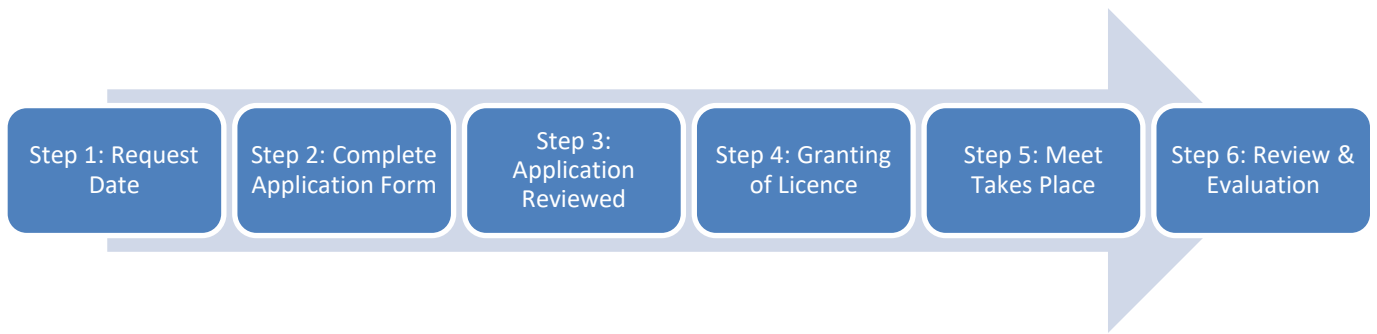 Step 1: Request
Date
Step 2: Complete
Application Form
Step 3:
Application
Reviewed
Step 4: Granting
of Licence
Step 5: Meet
Takes Place
Step 6: Review &
Evaluation